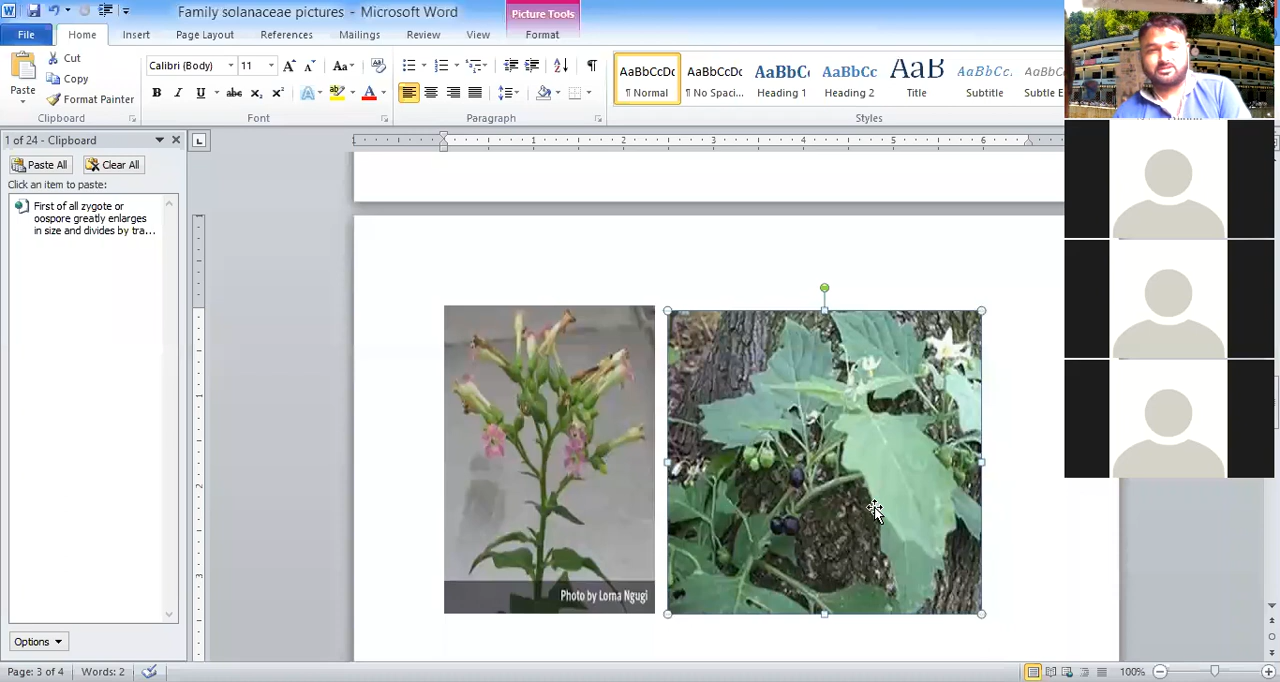 Family solanaceae pictures - Microsoft Word
Picture Tools
File Home Insert Page Layout References Mailings Review View Format
Paste
Cut
Copy
Format Painter
Clipboard
Calibri (Body) 11
Font
Paragraph
AaBbCcDc AaBbCcDc AaBbC AaBbCc AaB AaBbCc.
¶ Normal ¶ No Spaci... Heading 1 Heading 2 Title Subtitle Subtle E
Styles
1 of 24 - Clipboard
Paste All Clear All
Click an item to paste:
First of all zygote or
oospore greatly enlarges
in size and divides by tra...
Photo by Lorna Ngugi
Options
Page: 3 of 4 Words: 2 100%